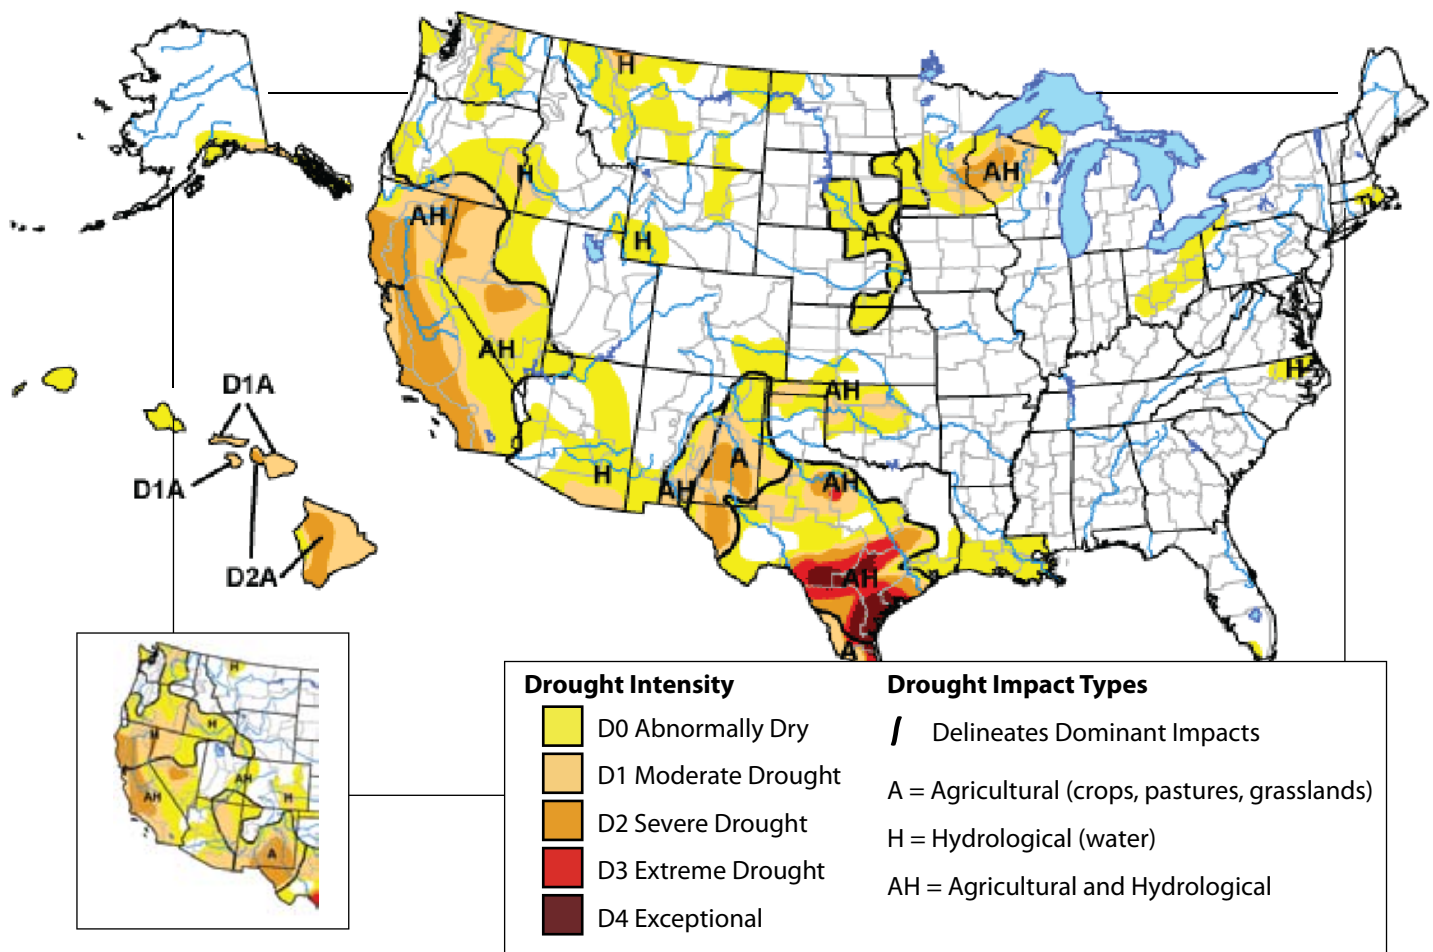 H
H
AH
AH
H
A
H
AH
D1A
AH
H
D1A
A
H
AH
AH
D2A
AH
A
H
H
H
AH
AH
H
A
Drought Intensity
D0 Abnormally Dry
D1 Moderate Drought
D2 Severe Drought
D3 Extreme Drought
D4 Exceptional
Drought Impact Types
Delineates Dominant Impacts
A = Agricultural (crops, pastures, grasslands)
H = Hydrological (water)
AH = Agricultural and Hydrological